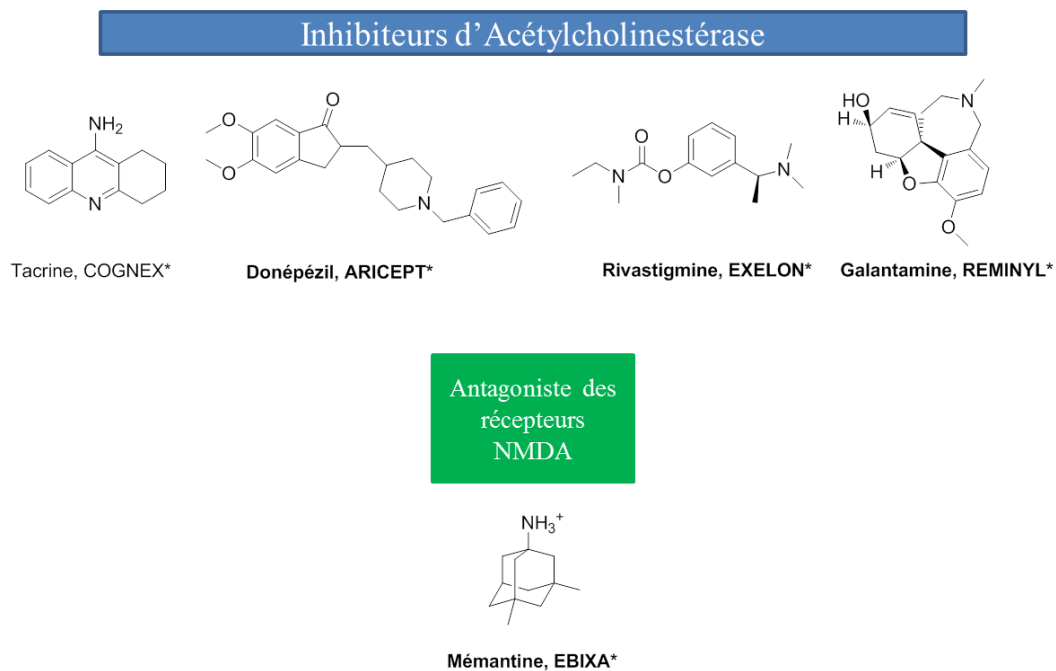 Inhibiteurs d'Acétylcholinestérase
NH2
N
Tacrine, COGNEX*
O
O
O
N
Donépézil, ARICEPT*
O
N
O
N
Rivastigmine, EXELON*
HO
H
N
H
O
O
Galantamine, REMINYL*
Antagoniste des
récepteurs
NMDA
NH3+
Mémantine, EBIXA*